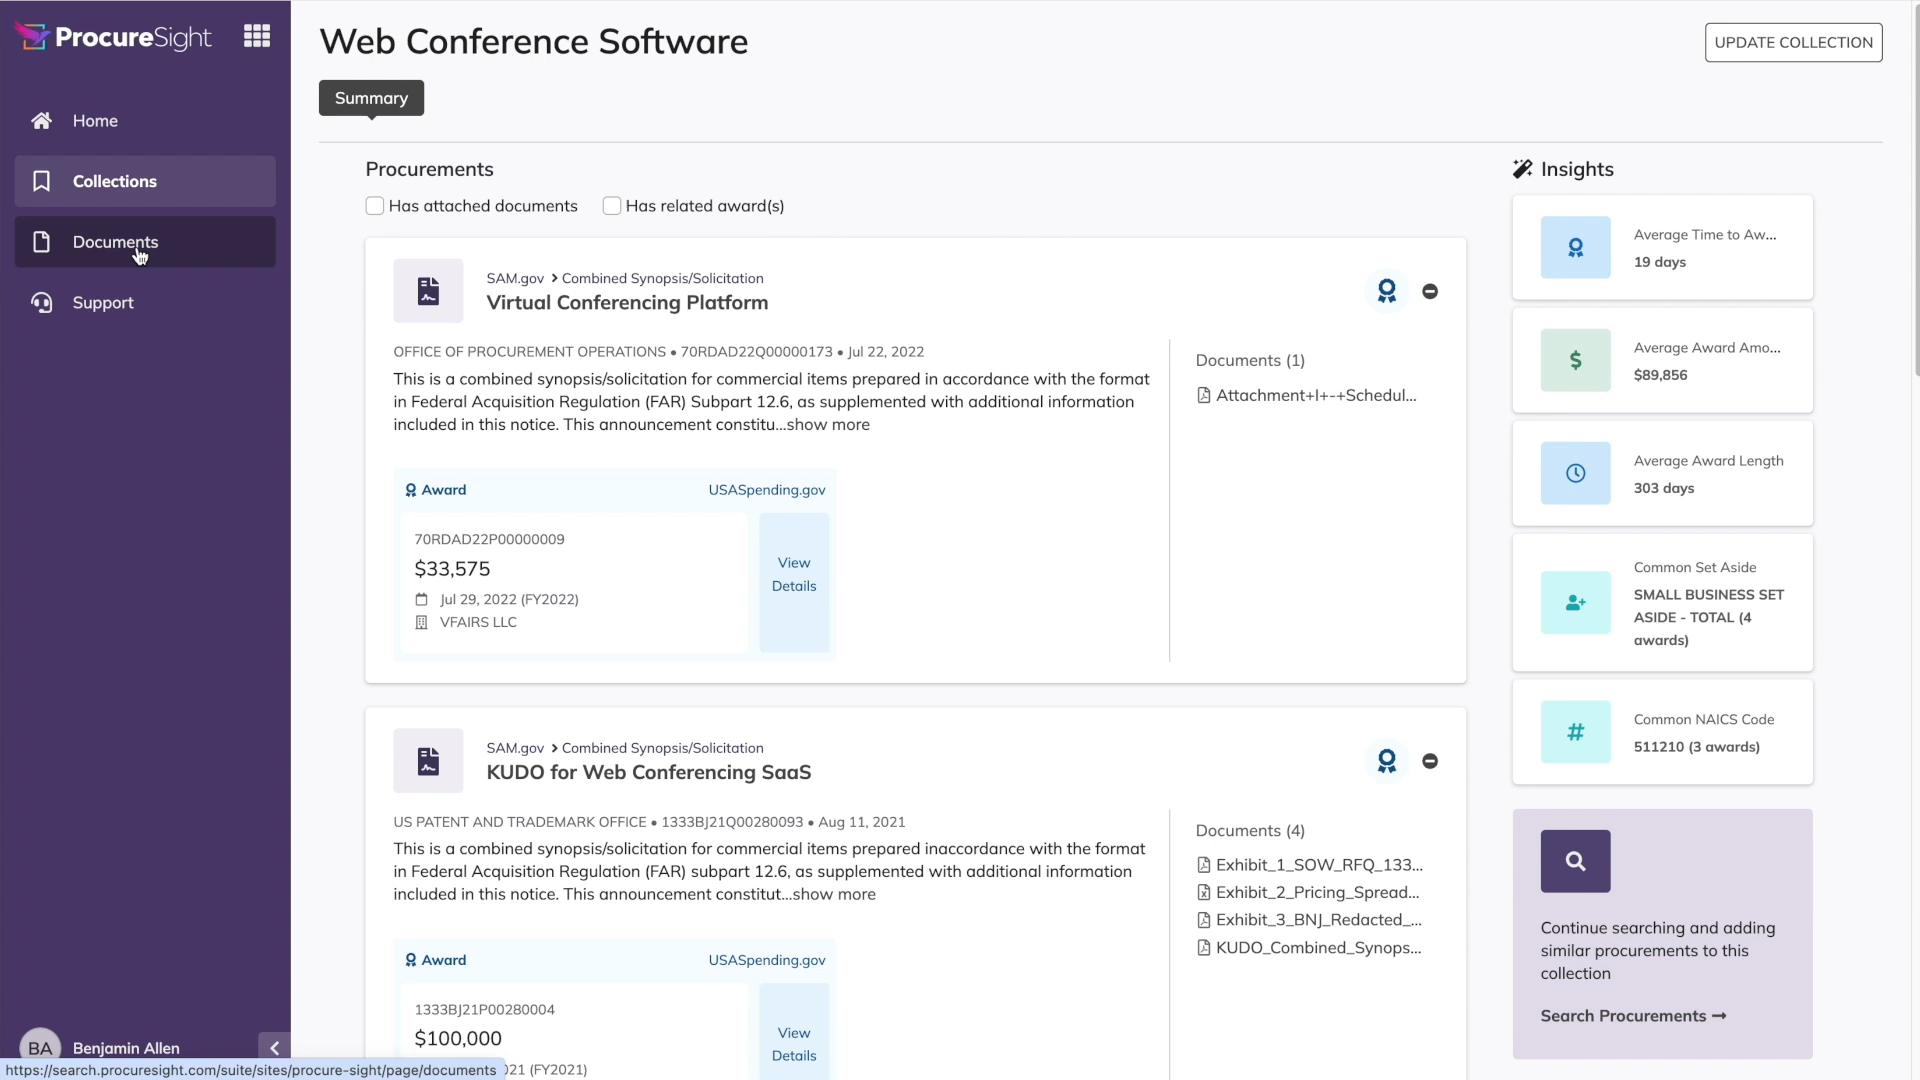 ProcureSight
Home
Collections
Documents
Support
BA
Benjamin Allen
https://search.procuresight.com/suite/sites/procure-sight/page/documents
Web Conference Software
UPDATE COLLECTION
Summary
Procurements
Has attached documents
Has related award(s)
SAM.gov > Combined Synopsis/Solicitation
Virtual Conferencing Platform
OFFICE OF PROCUREMENT OPERATIONS • 70RDAD22Q00000173 • Jul 22, 2022
This is a combined synopsis/solicitation for commercial items prepared in accordance with the format
in Federal Acquisition Regulation (FAR) Subpart 12.6, as supplemented with additional information
included in this notice. This announcement constitu...show more
Documents (1)
Attachment+I+-+Schedul...
Award
USASpending.gov
70RDAD22P00000009
$33,575
Jul 29, 2022 (FY2022)
VFAIRS LLC
View
Details
SAM.gov > Combined Synopsis/Solicitation
KUDO for Web Conferencing SaaS
US PATENT AND TRADEMARK OFFICE • 1333BJ21Q00280093 • Aug 11, 2021
This is a combined synopsis/solicitation for commercial items prepared inaccordance with the format
in Federal Acquisition Regulation (FAR) subpart 12.6, as supplemented with additional information
included in this notice. This announcement constitut...show more
Documents (4)
Exhibit_1_SOW_RFQ_133...
Exhibit_2_Pricing_Spread...
Exhibit_3_BNJ_Redacted_...
KUDO_Combined_Synops...
Award
USASpending.gov
1333BJ21P00280004
$100,000
021 (FY2021)
View
Details
Insights
Average Time to Aw...
19 days
Average Award Amo...
$89,856
Average Award Length
303 days
Common Set Aside
SMALL BUSINESS SET
ASIDE - TOTAL (4
awards)
Common NAICS Code
511210 (3 awards)
Continue searching and adding
similar procurements to this
collection
Search Procurements →